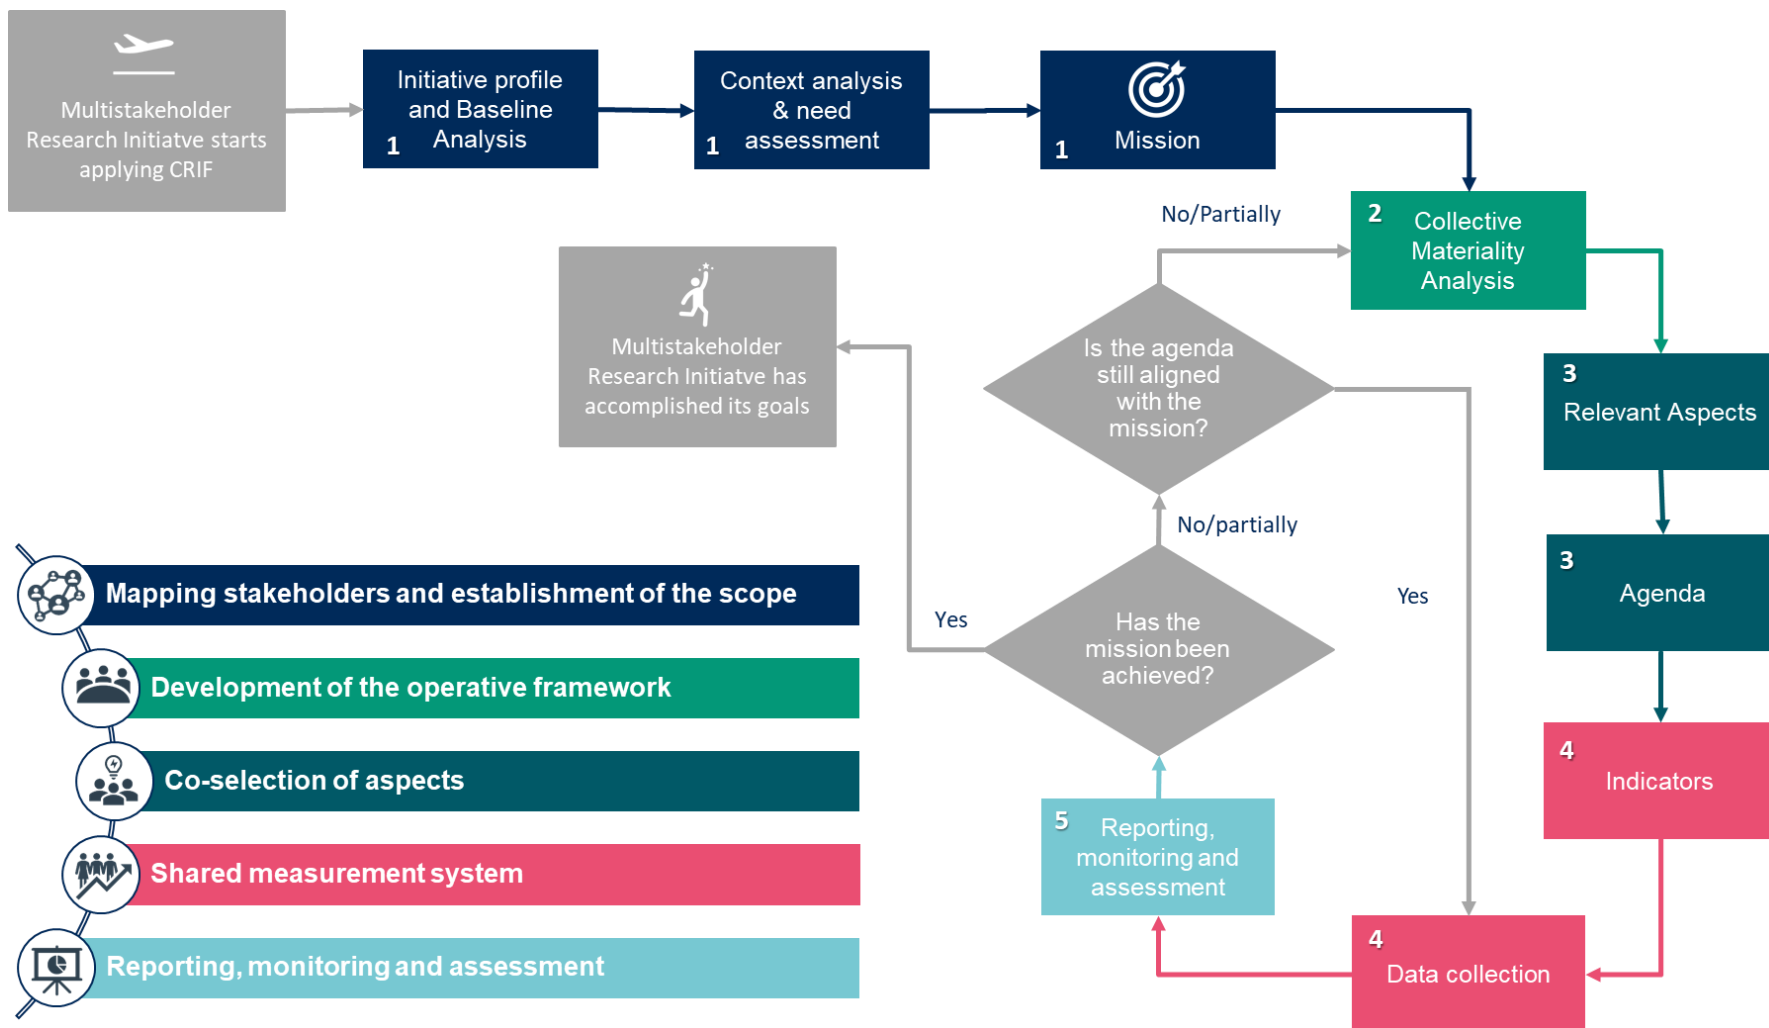 Multistakeholder
Research Initiatve starts
applying CRIF
Initiative profile
and Baseline
Analysis
1
Context analysis
& need
assessment
1
Mission
1
No/Partially
2
Collective
Materiality
Analysis
Multistakeholder
Research Initiatve has
accomplished its goals
Is the agenda
still aligned
with the
mission?
3
Relevant Aspects
No/partially
3
Agenda
Yes
Yes
Has the
mission been
achieved?
4
Indicators
5
Reporting,
monitoring and
assessment
4
Data collection
Mapping stakeholders and establishment of the scope
Development of the operative framework
Co-selection of aspects
Shared measurement system
Reporting, monitoring and assessment